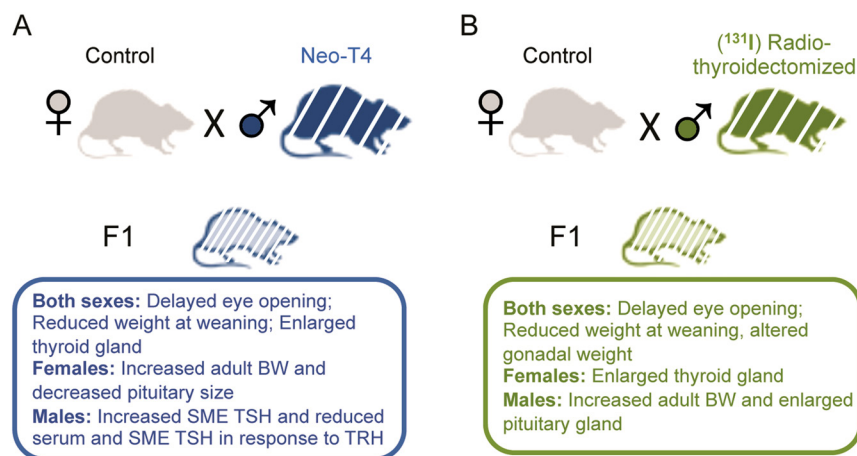 A
Control
Neo-T4
♀
X
♂
F1
Both sexes: Delayed eye opening;
Reduced weight at weaning; Enlarged
thyroid gland
Females: Increased adult BW and
decreased pituitary size
Males: Increased SME TSH and reduced
serum and SME TSH in response to TRH
B
Control
(¹³¹I) Radio-
thyroidectomized
♀
X
♂
F1
Both sexes: Delayed eye opening;
Reduced weight at weaning, altered
gonadal weight
Females: Enlarged thyroid gland
Males: Increased adult BW and enlarged
pituitary gland